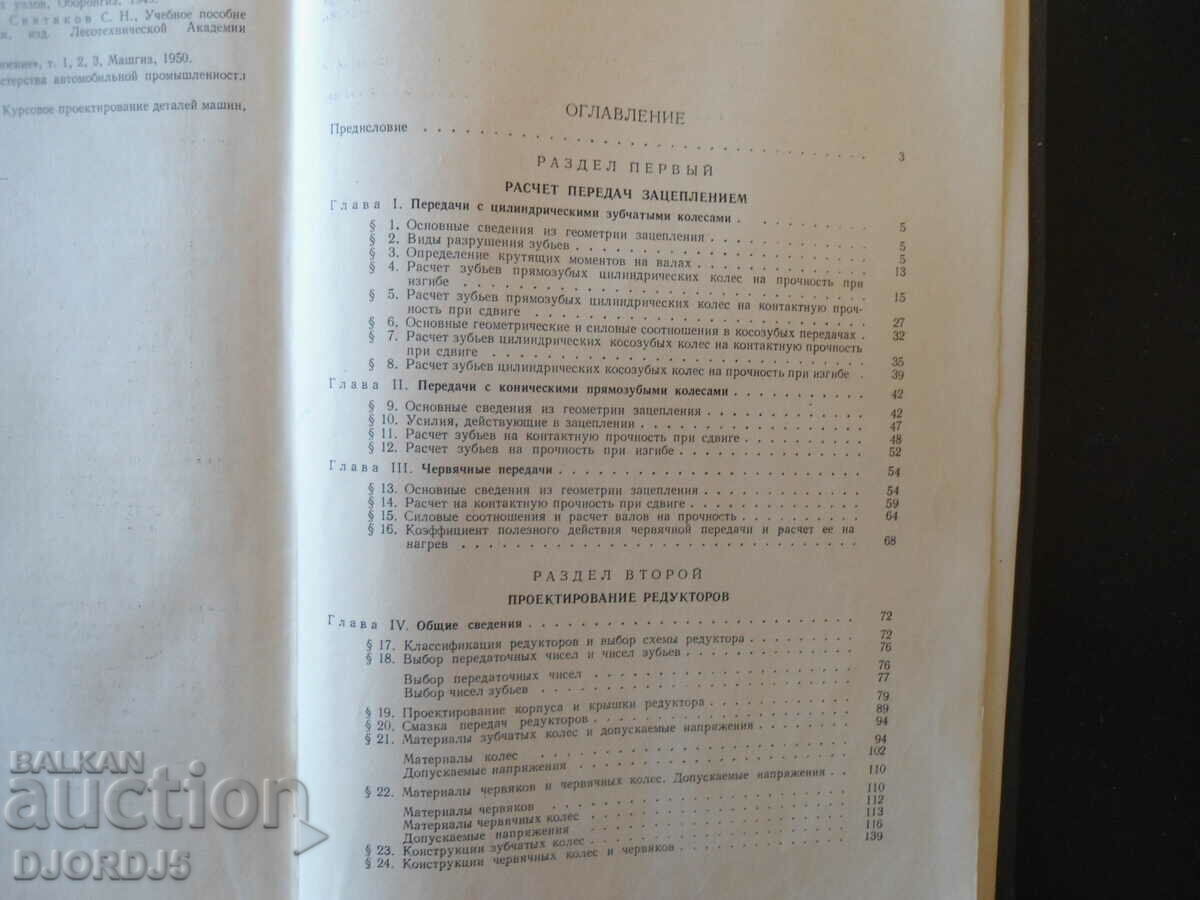 узлов, Оборонгиз, 1949.
Святяков С. Н., Учебное пособие
изд. Лесотехнической Академии
т. 1, 2, 3, Машгиз, 1950.
автомобильной промышленности
Курсовое проектирование деталей машин,
ОГЛАВЛЕНИЕ
Предисловие . . . 3
РАЗДЕЛ ПЕРВЫЙ
РАСЧЕТ ПЕРЕДАЧ ЗАЦЕПЛЕНИЕМ
Глава I. Передачи с цилиндрическими зубчатыми колесами . . . 5
§ 1. Основные сведения из геометрии зацепления . . . 5
§ 2. Виды разрушения зубьев . . . 5
§ 3. Определение крутящих моментов на валах . . . 13
§ 4. Расчет зубьев прямозубых цилиндрических колес на прочность при
изгибе . . . 15
§ 5. Расчет зубьев прямозубых цилиндрических колес на контактную проч-
ность при сдвиге . . . 27
§ 6. Основные геометрические и силовые соотношения в косозубых передачах . 32
§ 7. Расчет зубьев цилиндрических косозубых колес на контактную прочность
при сдвиге . . . 35
§ 8. Расчет зубьев цилиндрических косозубых колес на прочность при изгибе . 39
Глава II. Передачи с коническими прямозубыми колесами . . . 42
§ 9. Основные сведения из геометрии зацепления . . . 42
§ 10. Усилия, действующие в зацеплении . . . 47
§ 11. Расчет зубьев на контактную прочность при сдвиге . . . 48
§ 12. Расчет зубьев на прочность при изгибе . . . 52
Глава III. Червячные передачи . . . 54
§ 13. Основные сведения из геометрии зацепления . . . 54
§ 14. Расчет на контактную прочность при сдвиге . . . 59
§ 15. Силовые соотношения и расчет валов на прочность . . . 64
§ 16. Коэффициент полезного действия червячной передачи и расчет ее на
нагрев . . . 68
РАЗДЕЛ ВТОРОЙ
ПРОЕКТИРОВАНИЕ РЕДУКТОРОВ
Глава IV. Общие сведения . . . 72
§ 17. Классификация редукторов и выбор схемы редуктора . . . 72
§ 18. Выбор передаточных чисел и чисел зубьев . . . 76
Выбор передаточных чисел . . . 76
Выбор чисел зубьев . . . 77
§ 19. Проектирование корпуса и крышки редуктора . . . 79
§ 20. Смазка передач редукторов . . . 89
§ 21. Материалы зубчатых колес и допускаемые напряжения . . . 94
Материалы колес . . . 94
Допускаемые напряжения . . . 102
§ 22. Материалы червяков и червячных колес. Допускаемые напряжения . . 110
Материалы червяков . . . 110
Материалы червячных колес . . . 112
Допускаемые напряжения . . . 113
§ 23. Конструкции зубчатых колес . . . 116
§ 24. Конструкции червячных колес и червяков . . . 139
BALKAN
auction
DJORDJ5